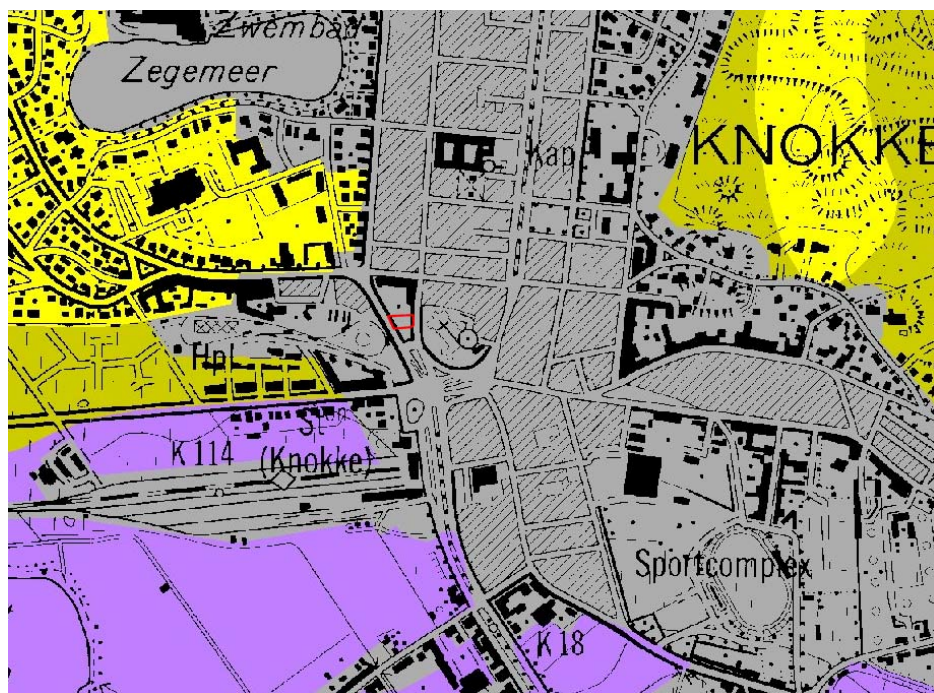 Zwembad
Zegemeer
Kap
KNOKKE
Hpl
St
K 114
(Knokke)
Sportcomplex
K 18